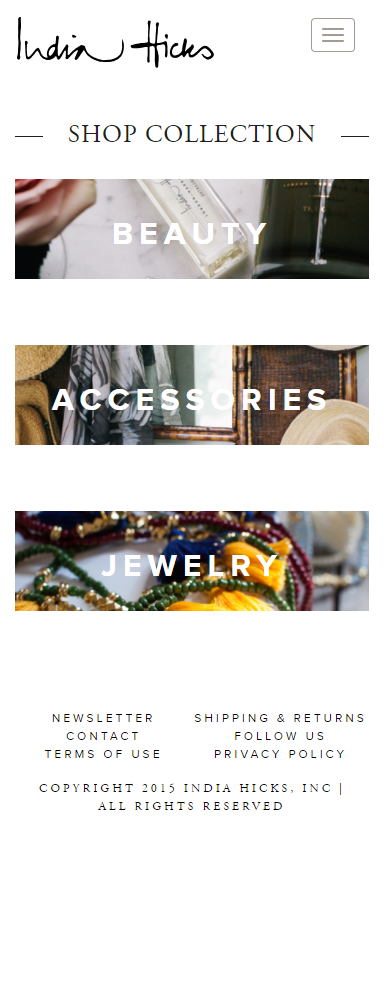 India Hicks
SHOP COLLECTION
BEAUTY
ACCESSORIES
JEWELRY
NEWSLETTER
SHIPPING & RETURNS
CONTACT
FOLLOW US
TERMS OF USE
PRIVACY POLICY
COPYRIGHT 2015 INDIA HICKS, INC |
ALL RIGHTS RESERVED